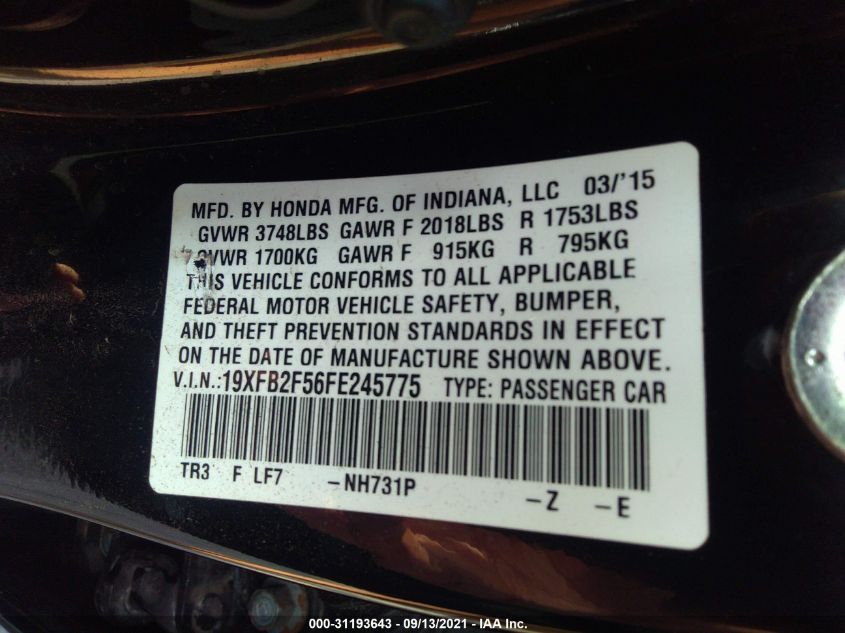 MFD. BY HONDA MFG. OF INDIANA, LLC 03/'15
GVWR 3748LBS GAWR F 2018LBS R 1753LBS
GVWR 1700KG GAWR F 915KG R 795KG
THIS VEHICLE CONFORMS TO ALL APPLICABLE
FEDERAL MOTOR VEHICLE SAFETY, BUMPER,
AND THEFT PREVENTION STANDARDS IN EFFECT
ON THE DATE OF MANUFACTURE SHOWN ABOVE.
V.I.N.:19XFB2F56FE245775 TYPE: PASSENGER CAR
TR3 F LF7 -NH731P -Z -E
000-31193643 - 09/13/2021 - IAA Inc.